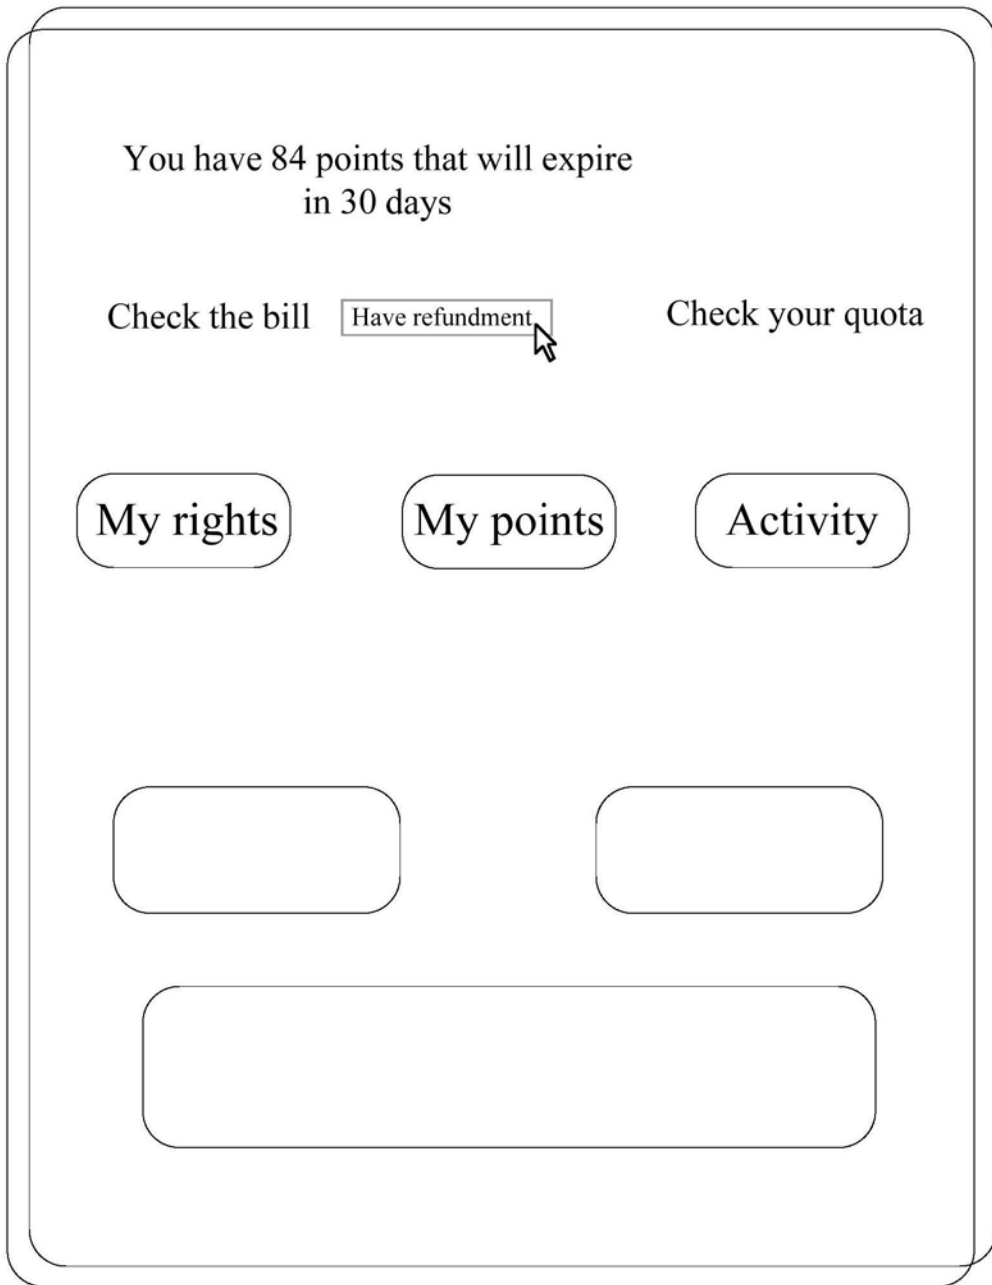 You have 84 points that will expire
in 30 days
Check the bill
Have refundment
Check your quota
My rights
My points
Activity